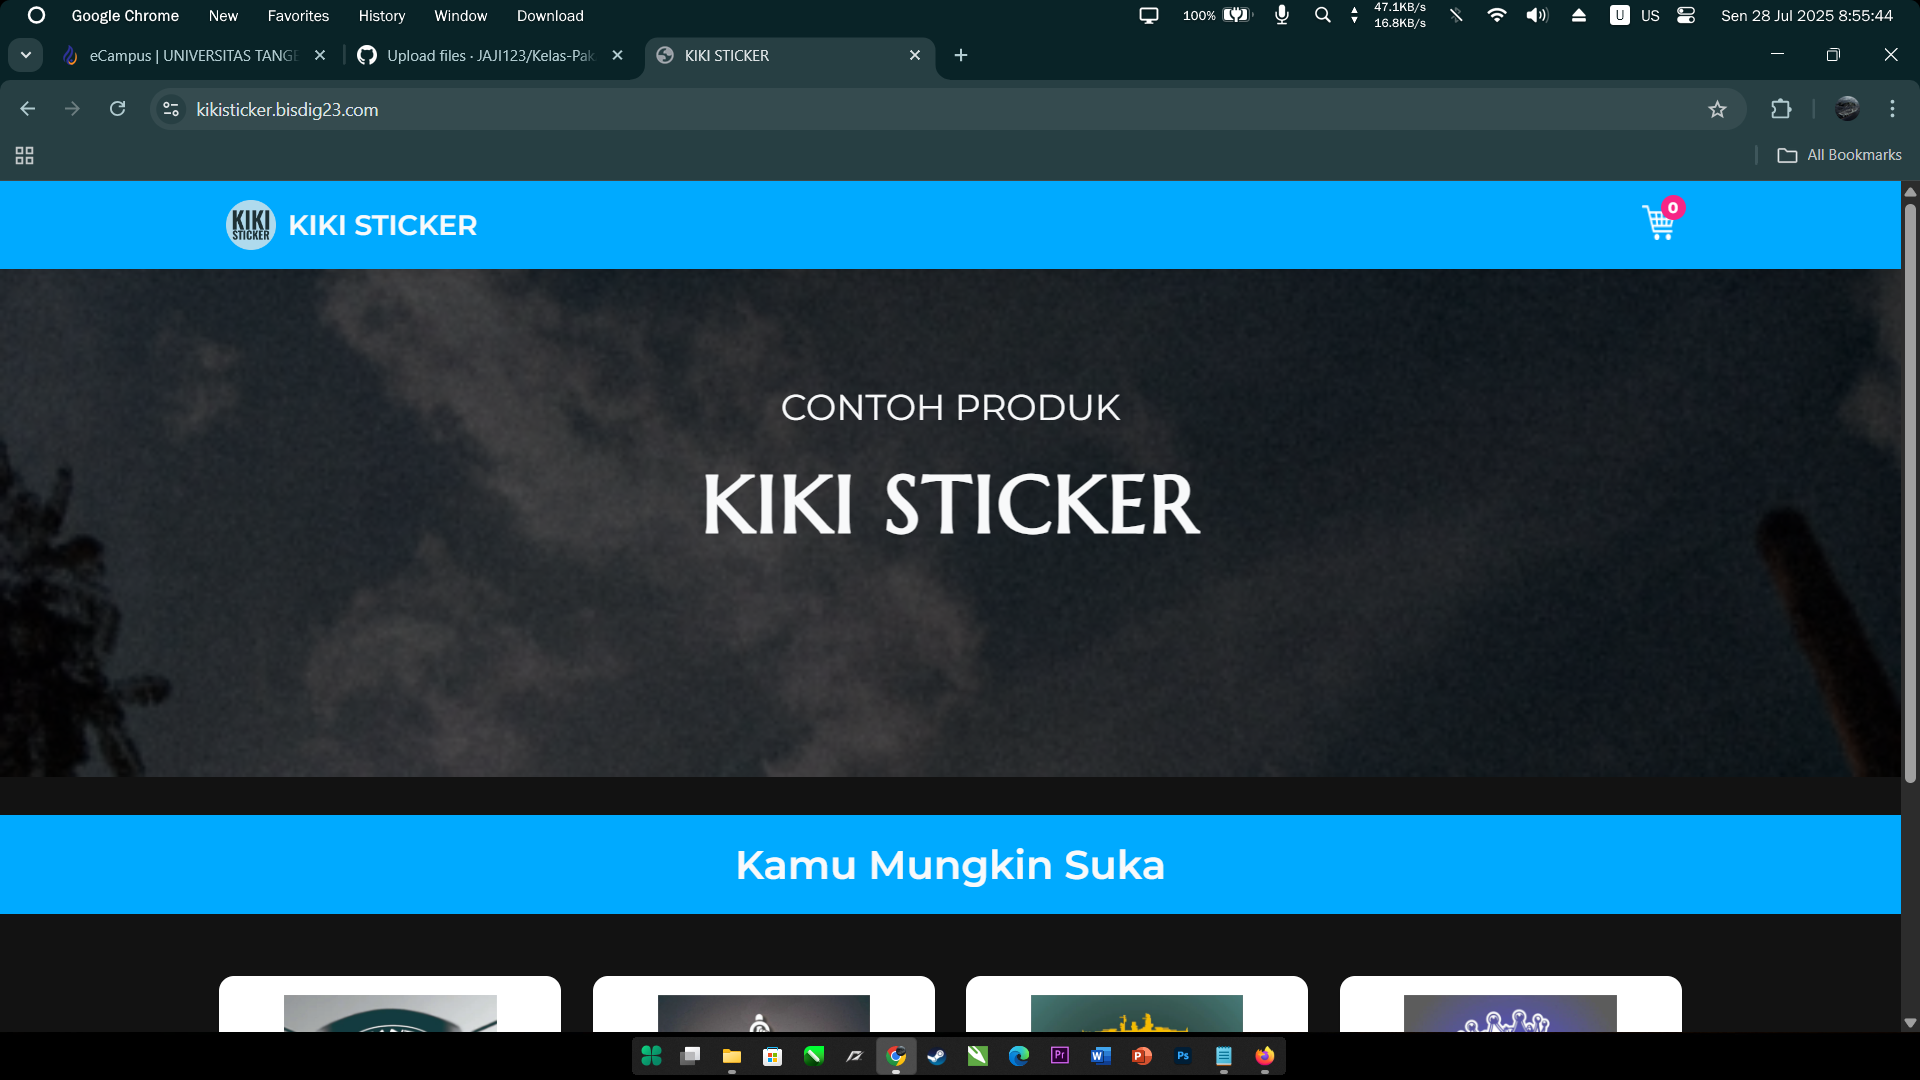 Google Chrome New Favorites History Window Download 100% 47.1KB/s 16.8KB/s U US Sen 28 Jul 2025 8:55:44
eCampus | UNIVERSITAS TANGE Upload files · JAJI123/Kelas-Pak KIKI STICKER
kikisticker.bisdig23.com
All Bookmarks
KIKI STICKER KIKI STICKER 0
CONTOH PRODUK
KIKI STICKER
Kamu Mungkin Suka
Pr W P Ps